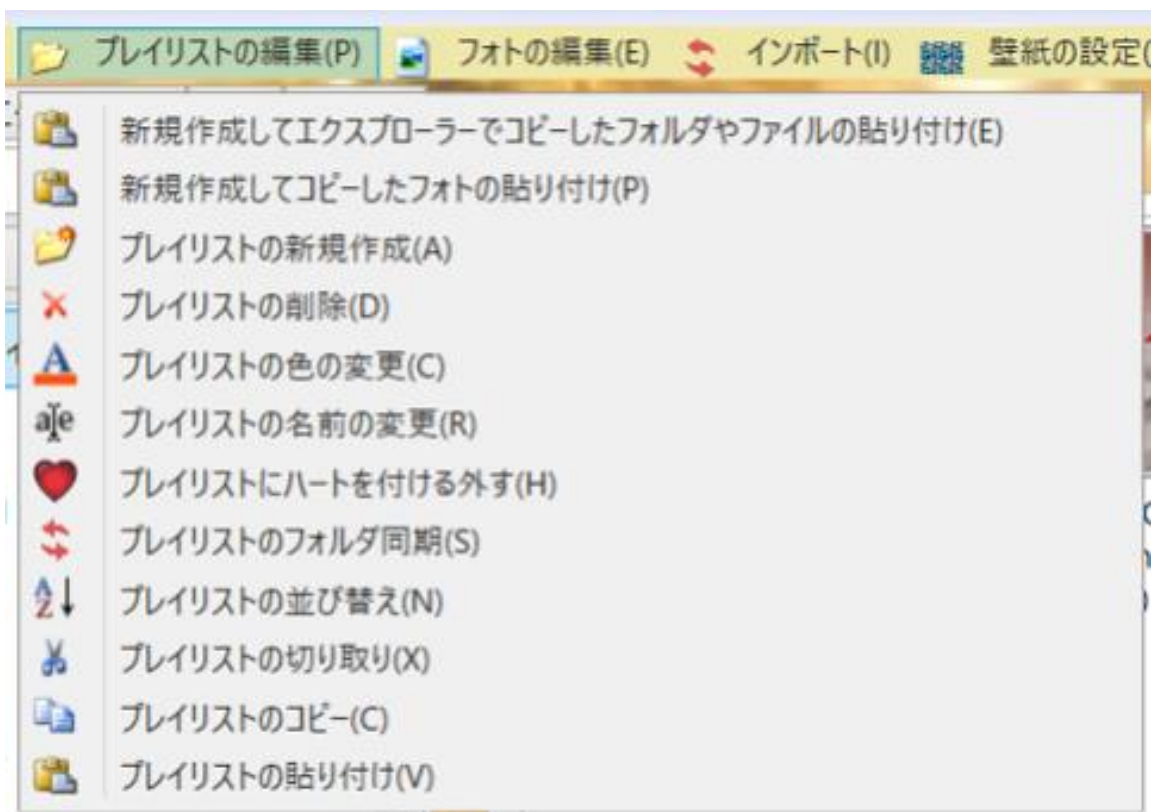 プレイリストの編集(P) フォトの編集(E) インポート(I) 壁紙の設定(
新規作成してエクスプローラーでコピーしたフォルダやファイルの貼り付け(E)
新規作成してコピーしたフォトの貼り付け(P)
プレイリストの新規作成(A)
プレイリストの削除(D)
プレイリストの色の変更(C)
プレイリストの名前の変更(R)
プレイリストにハートを付ける外す(H)
プレイリストのフォルダ同期(S)
プレイリストの並び替え(N)
プレイリストの切り取り(X)
プレイリストのコピー(C)
プレイリストの貼り付け(V)